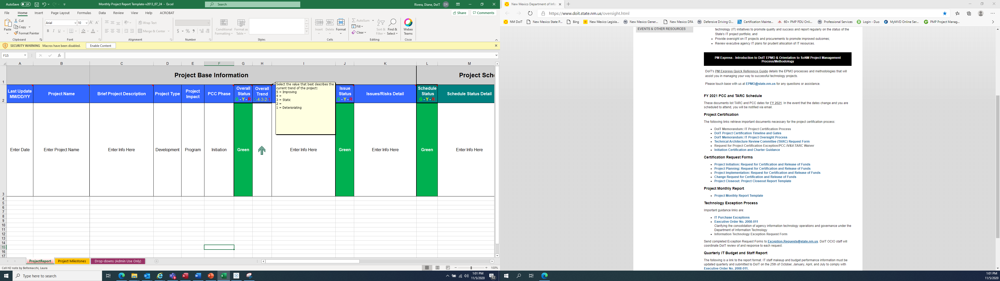 AutoSave Off
Monthly Project Report Template-v2013_07_24 - Excel
Search
Rivera, Diane, DoIT DR
File Home Insert Page Layout Formulas Data Review View Help ACROBAT
Share Comments
Paste
Cut
Copy
Format Painter
Clipboard
Arial 10
B I U
Font
Wrap Text
Merge & Center
Alignment
$ % 9
Number
Conditional Formatting
Format as Table
Styles
Insert Delete Format
Cells
AutoSum
Fill
Clear
Sort & Filter
Find & Select
Editing
Webex Teams
Cisco
SECURITY WARNING Macros have been disabled. Enable Content
F15
fx
A B C D E F G H I J K L M
1
Project Base Information
Project Sch
2
Last Update MM/DD/YY
Project Name
Brief Project Description
Project Type
Project Impact
PCC Phase
Overall Status G - Y - R
Overall Trend -4-3-2-1
Select the value that best describes the
current trend of the project:
5 = Improving
4 =
3 = Static
2 =
1 = Deterioriating
Issue Status G - Y - R
Issues/Risks Detail
Schedule Status G - Y - R
Schedule Status Detail
3
Enter Date
Enter Project Name
Enter Info Here
Development
Program
Initiation
Green
Enter Info Here
Green
Enter Info Here
Green
Enter Info Here
4
5
6
7
8
9
10
11
12
13
14
15
16
17
ProjectReport Project Milestones Drop-downs (Admin Use Only)
Cell H2 note by Beltemacchi, Laura
100%
Type here to search
1:01 PM
11/5/2020
32
New Mexico Department of Info
https://www.doit.state.nm.us/oversight.html
NM DoIT New Mexico State P... Bing New Mexico Legisla... New Mexico Gener... New Mexico DFA Defensive Driving O... Certification Mainte... 60+ PMP PDU Onli... Professional Services Login - Duo MyMVD Online Ser... PMP Project Manag...
EVENTS & OTHER RESOURCES
technology (IT) initiatives to promote quality and success and report regularly on the status of the
State's IT project portfolio; and
Provide oversight on IT projects and procurements to promote improved outcomes;
Review executive agency IT plans for prudent allocation of IT resources.
PM Express - Introduction to DoIT EPMO & Orientation to SoNM Project Management
Process/Methodology
DoIT's PM Express Quick Reference Guide details the EPMO processes and methodologies that will
assist you in managing your way to successful technology projects.
Please touch base with us at EPMO@state.nm.us for any questions or assistance.
FY 2021 PCC and TARC Schedule
These documents list TARC and PCC dates for FY 2021. In the event that the dates change and you are
scheduled to attend, you will be notified via email.
Project Certification
The following links retrieve important documents necessary for the project certification process:
DoIT Memorandum: IT Project Certification Process
DoIT Project Certification Timeline and Gates
DoIT Memorandum: IT Project Oversight Process
Technical Architecture Review Committee (TARC) Request Form
Request for Project Certification Exception/PCC-IV&V-TARC Waiver
Initiation Certification and Charter Guidance
Certification Request Forms
Project Initiation: Request for Certification and Release of Funds
Project Planning: Request for Certification and Release of Funds
Project Implementation: Request for Certification and Release of Funds
Change Request for Certification and Release of Funds
Project Closeout: Project Closeout Report Template
Project Monthly Report
Project Monthly Report Template
Technology Exception Process
Important guidance links are:
IT Purchase Exceptions
Executive Order No. 2008-011
Clarifying the consolidation of agency information technology operations and governance under the
Department of Information Technology
Information Technology Exception Request Form
Send completed Exception Request Forms to Exception.Requests@state.nm.us. DoIT OCIO staff will
coordinate DoIT review of and response to each request.
Quarterly IT Budget and Staff Report
The following is a link to the report format. IT staff makeup and budget performance information must be
updated quarterly and submitted to DoIT on the 25th of October, January, April, and July to comply with
Executive Order No. 2008-011.
1:01 PM
11/5/2020